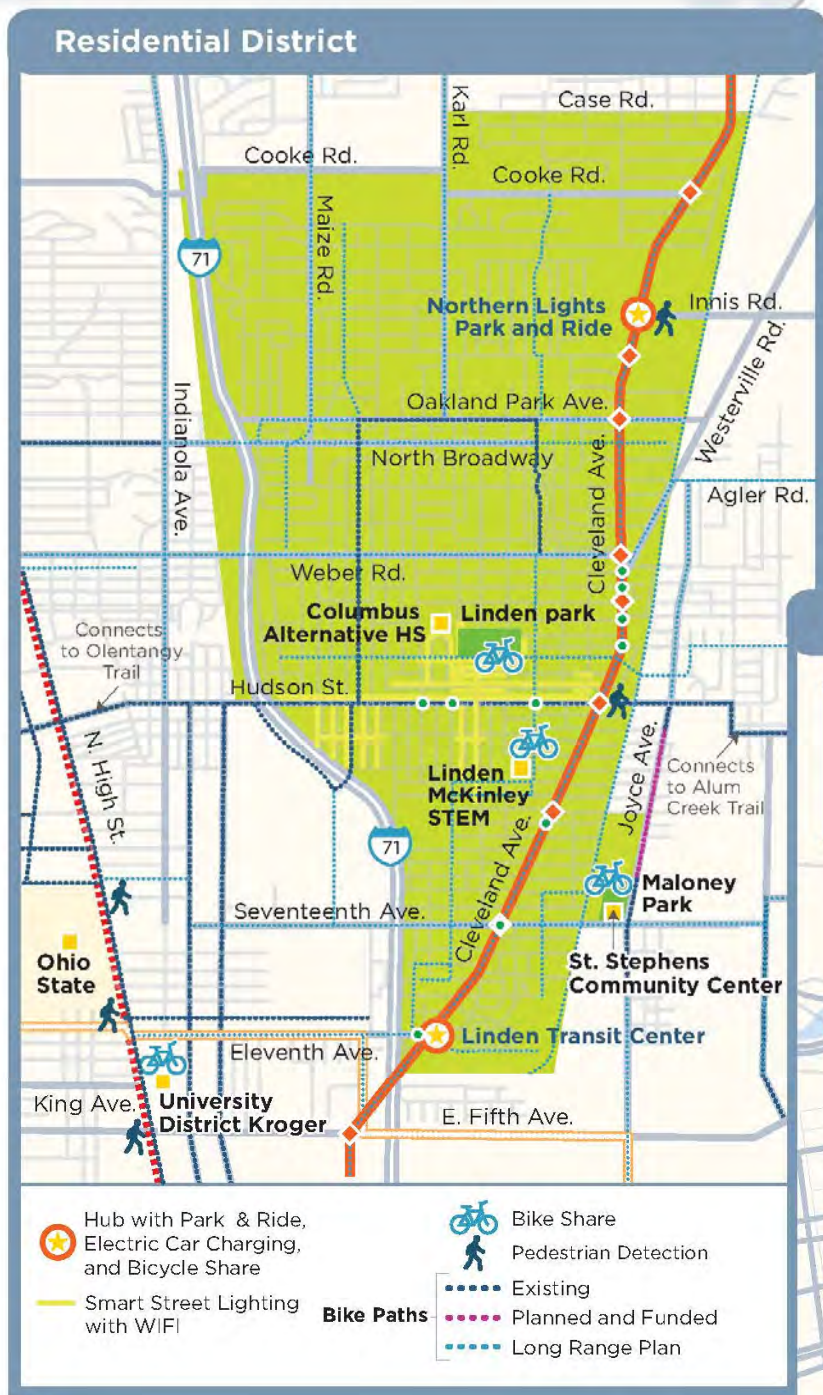 Residential District
Case Rd.
Karl Rd.
Cooke Rd.
Cooke Rd.
Maize Rd.
71
Northern Lights
Park and Ride
Innis Rd.
Westerville Rd.
Indianola Ave.
Oakland Park Ave.
North Broadway
Cleveland Ave.
Agler Rd.
Weber Rd.
Columbus
Alternative HS
Linden park
Connects
to Olentangy
Trail
Hudson St.
N. High St.
Linden
McKinley
STEM
Joyce Ave.
Connects
to Alum
Creek Trail
71
Cleveland Ave.
Maloney
Park
Seventeenth Ave.
Ohio
State
St. Stephens
Community Center
Linden Transit Center
Eleventh Ave.
King Ave.
University
District Kroger
E. Fifth Ave.
Hub with Park & Ride,
Electric Car Charging,
and Bicycle Share
Smart Street Lighting
with WIFI
Bike Share
Pedestrian Detection
Bike Paths
Existing
Planned and Funded
Long Range Plan